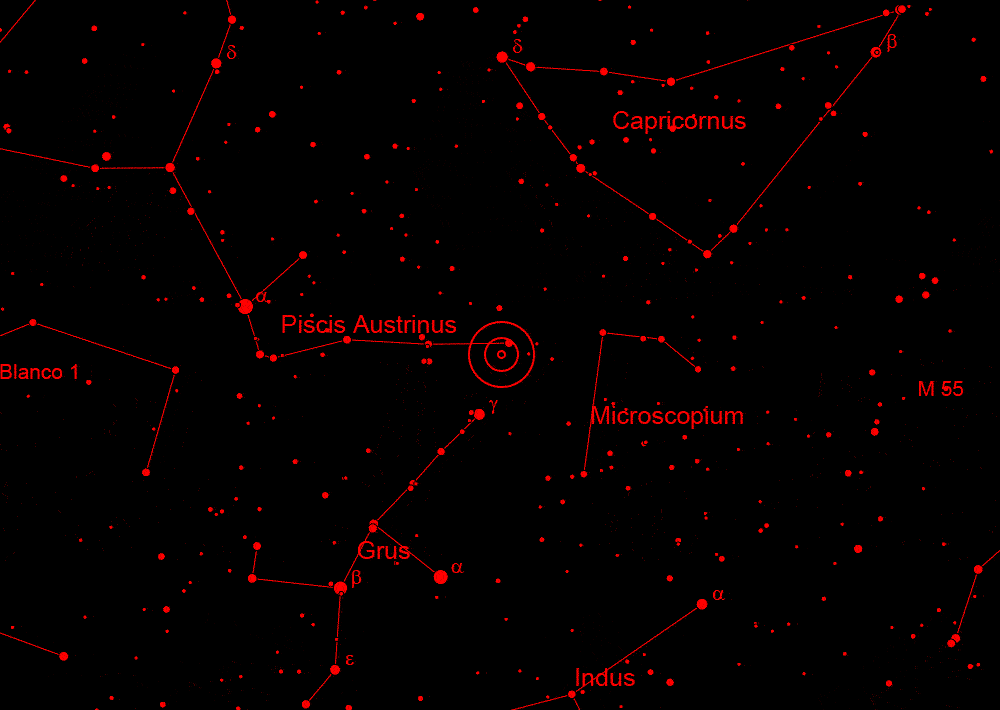 δ
δ
β
Capricornus
α
Piscis Austrinus
Blanco 1
M 55
γ
Microscopium
Grus
α
β
α
ε
Indus